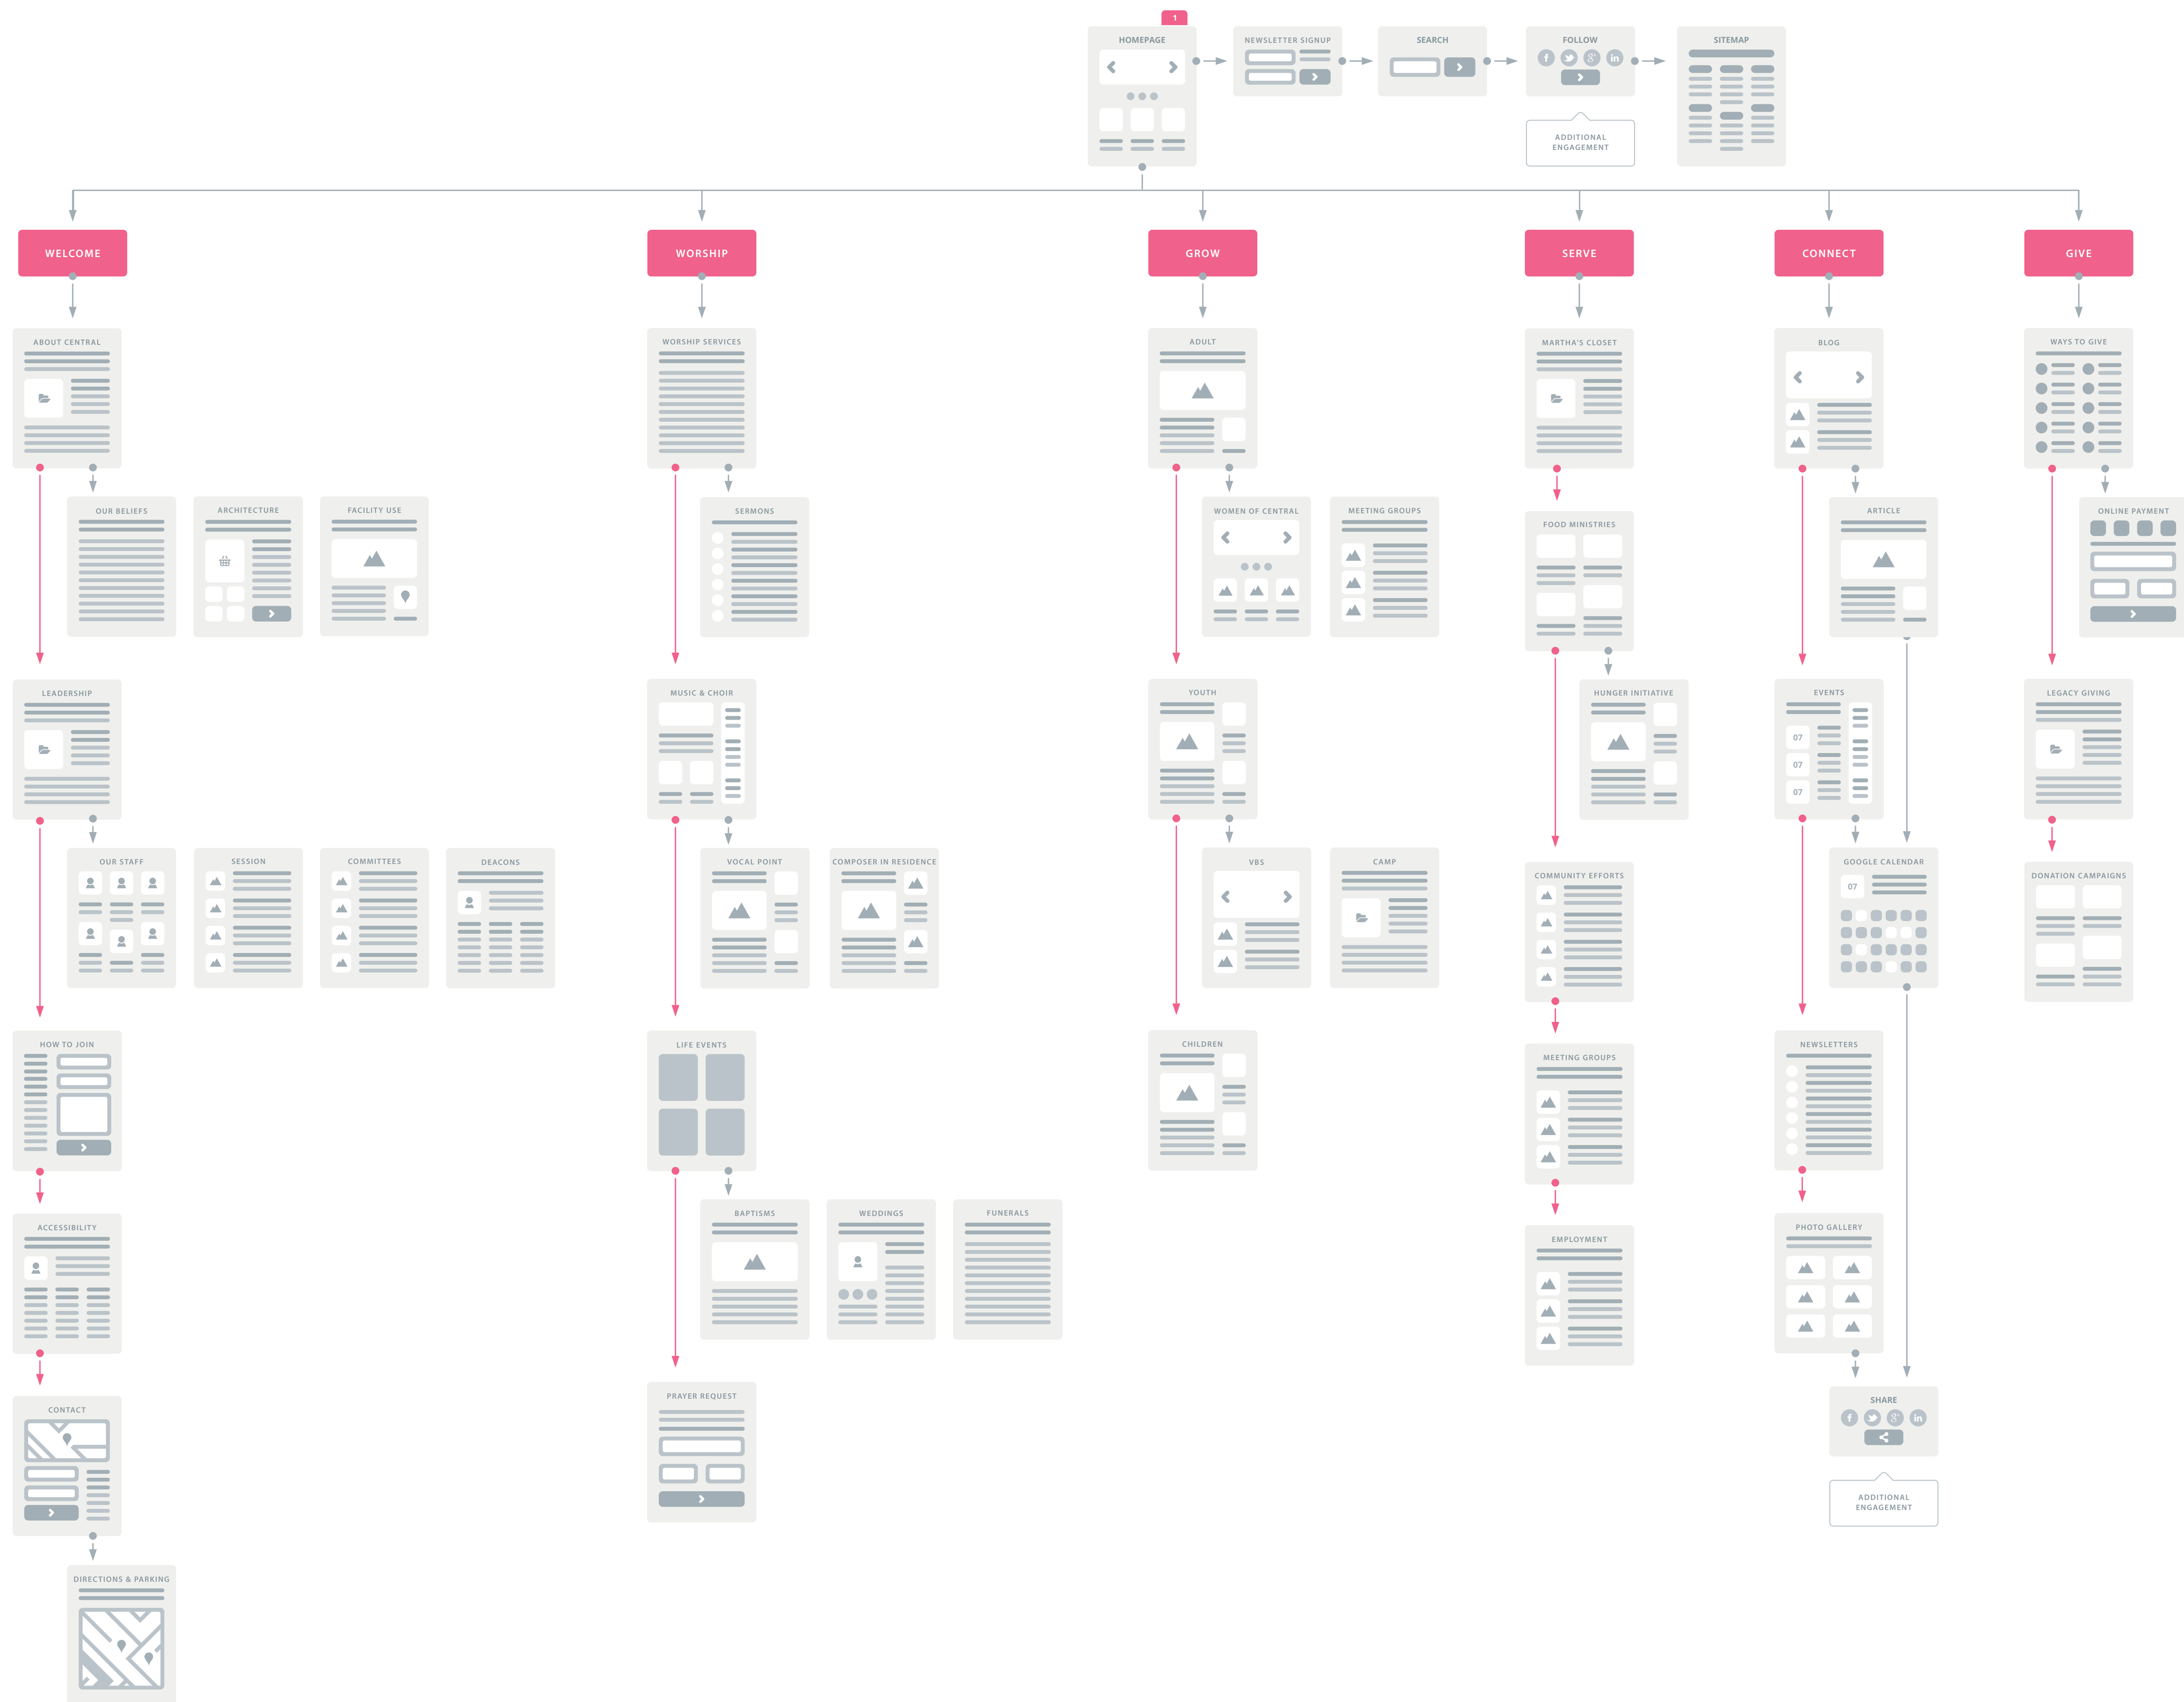 1
HOMEPAGE
NEWSLETTER SIGNUP
SEARCH
FOLLOW
SITEMAP
f
g+
in
ADDITIONAL
ENGAGEMENT
WELCOME
WORSHIP
GROW
SERVE
CONNECT
GIVE
ABOUT CENTRAL
WORSHIP SERVICES
ADULT
MARTHA'S CLOSET
BLOG
WAYS TO GIVE
OUR BELIEFS
ARCHITECTURE
FACILITY USE
SERMONS
WOMEN OF CENTRAL
MEETING GROUPS
FOOD MINISTRIES
ARTICLE
ONLINE PAYMENT
LEADERSHIP
MUSIC & CHOIR
YOUTH
HUNGER INITIATIVE
EVENTS
07
07
07
LEGACY GIVING
OUR STAFF
SESSION
COMMITTEES
DEACONS
VOCAL POINT
COMPOSER IN RESIDENCE
VBS
CAMP
COMMUNITY EFFORTS
GOOGLE CALENDAR
07
DONATION CAMPAIGNS
HOW TO JOIN
LIFE EVENTS
CHILDREN
MEETING GROUPS
NEWSLETTERS
ACCESSIBILITY
BAPTISMS
WEDDINGS
FUNERALS
EMPLOYMENT
PHOTO GALLERY
CONTACT
PRAYER REQUEST
SHARE
f
g+
in
ADDITIONAL
ENGAGEMENT
DIRECTIONS & PARKING